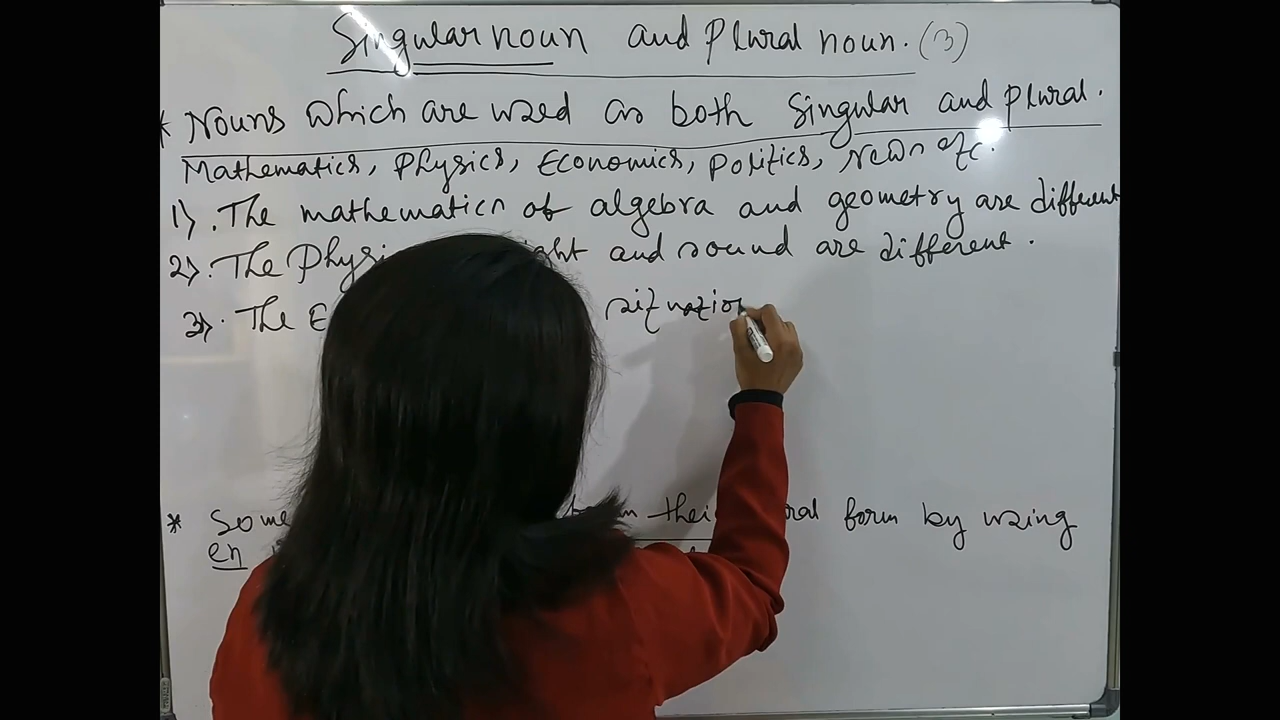 Singular noun and Plural noun. (3)
* Nouns which are used as both Singular and Plural.
Mathematics, Physics, Economics, Politics, News etc.
1). The mathematics of algebra and geometry are different
2). The Physi ght and sound are different.
3). The E situation
* Some their ral form by using
en